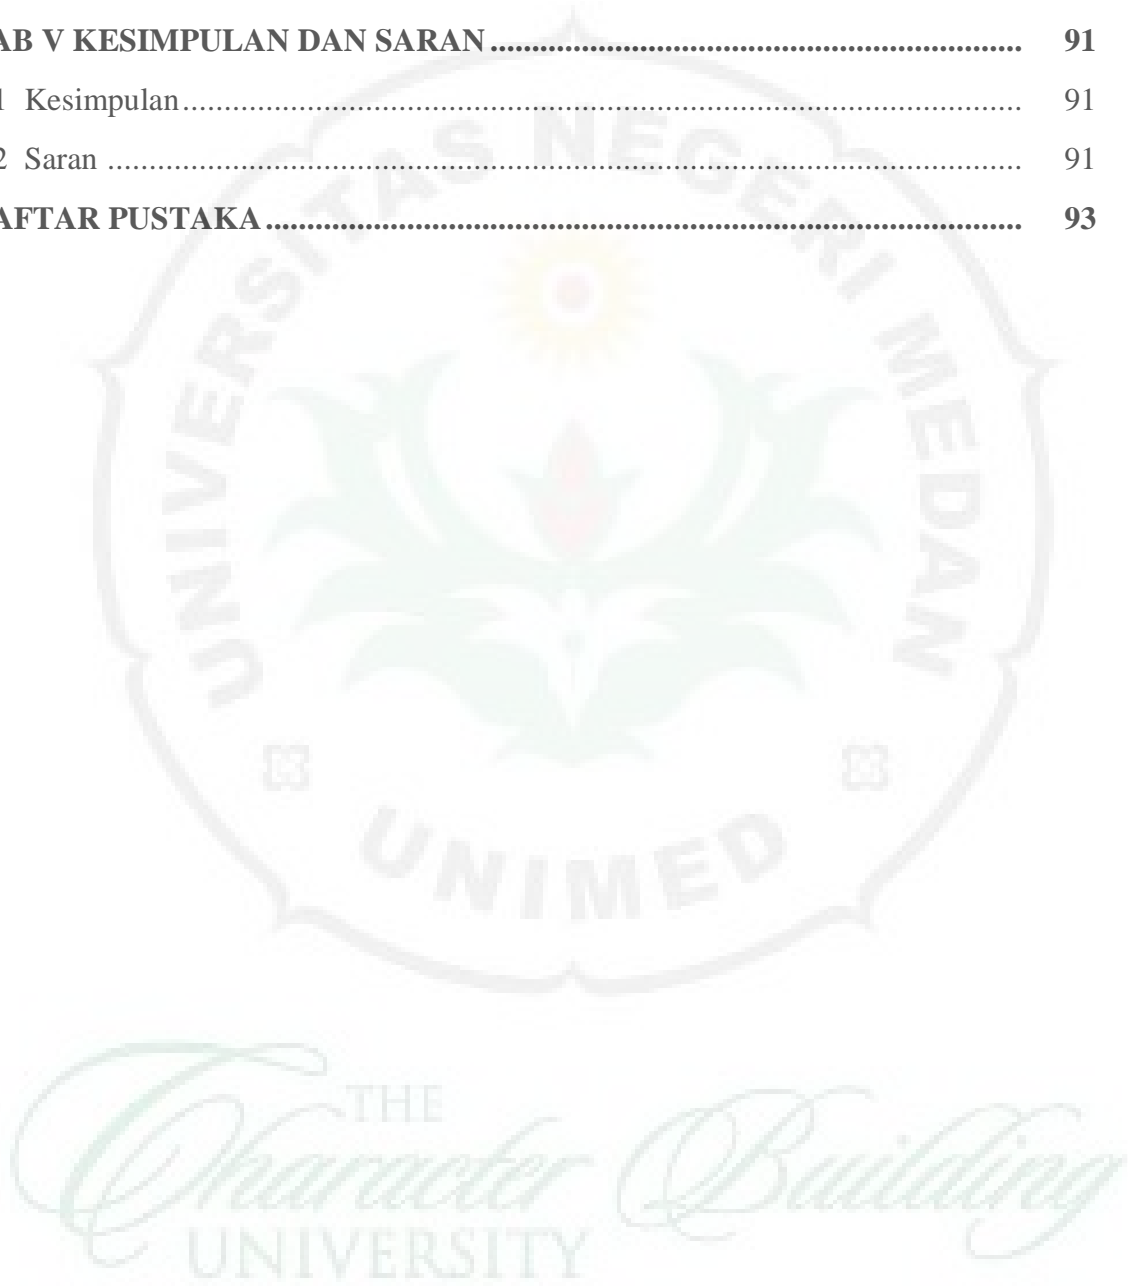 AB V KESIMPULAN DAN SARAN ........................................................................ 91
1 Kesimpulan .................................................................................... 91
2 Saran ............................................................................................ 91
AFTAR PUSTAKA ........................................................................ 93
UNIVERSITAS NEGERI MEDAN
UNIMED
THE
Character Building
UNIVERSITY